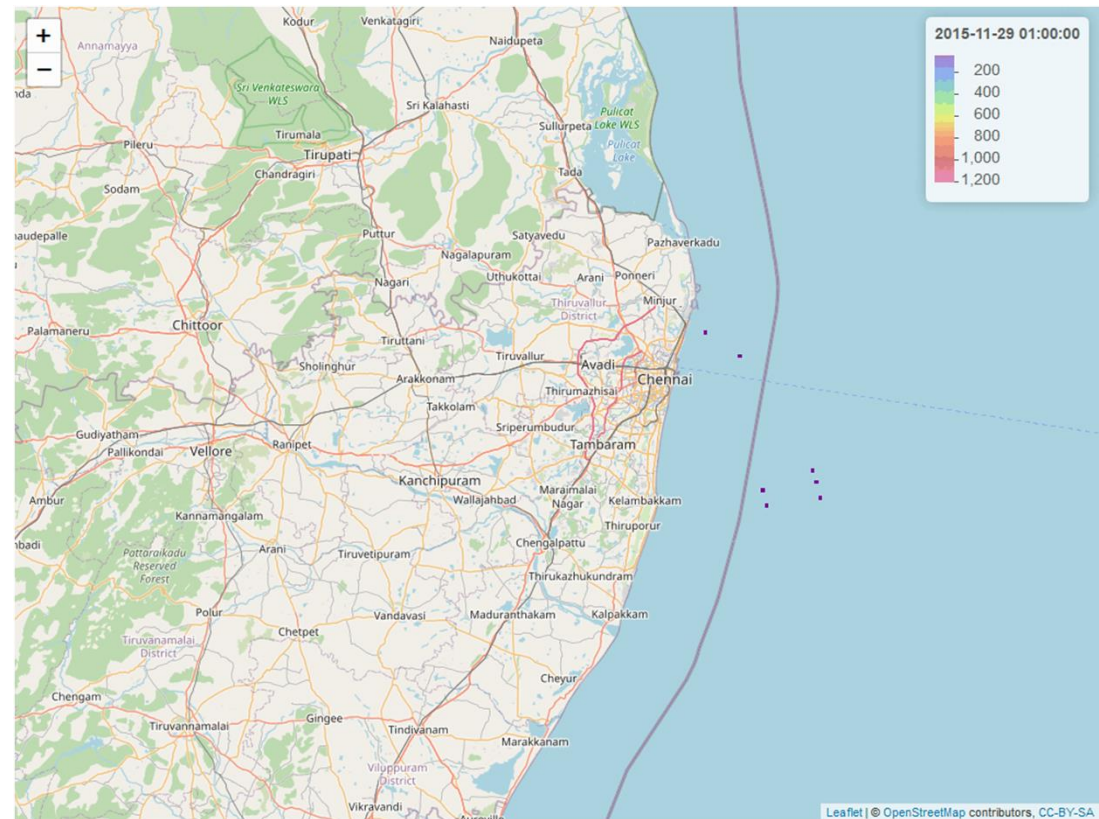 +
−
2015-11-29 01:00:00
200
400
600
800
1,000
1,200
Kodur
Venkatagiri
Naidupeta
Annamayya
Sri Venkateswara
WLS
Sri Kalahasti
nda
Pulicat
Lake WLS
Sullurpeta
Tirumala
Pileru
Tirupati
Pulicat
Lake
Chandragiri
Tada
Sodam
Puttur
Satyavedu
audepalle
Pazhaverkadu
Nagalapuram
Nagari
Uthukottai
Arani
Ponneri
Thiruvallur
District
Minjur
Chittoor
Palamaneru
Tiruttani
Tiruvallur
Sholinghur
Avadi
Arakkonam
Chennai
Thirumazhisai
Takkolam
Sriperumbudur
Gudiyatham
Ranipet
Tambaram
Pallikondai
Vellore
Kanchipuram
Maraimalai
Nagar
Ambur
Wallajahbad
Kelambakkam
Kannamangalam
Thiruporur
nbadi
Chengalpattu
Arani
Pattaraikadu
Reserved
Forest
Tiruvetipuram
Thirukazhukundram
Polur
Vandavasi
Maduranthakam
Kalpakkam
Chetpet
Tiruvanamalai
District
Cheyur
Chengam
Tiruvannamalai
Gingee
Tindivanam
Marakkanam
Viluppuram
District
Vikravandi
Auroville
Leaflet | © OpenStreetMap contributors, CC-BY-SA